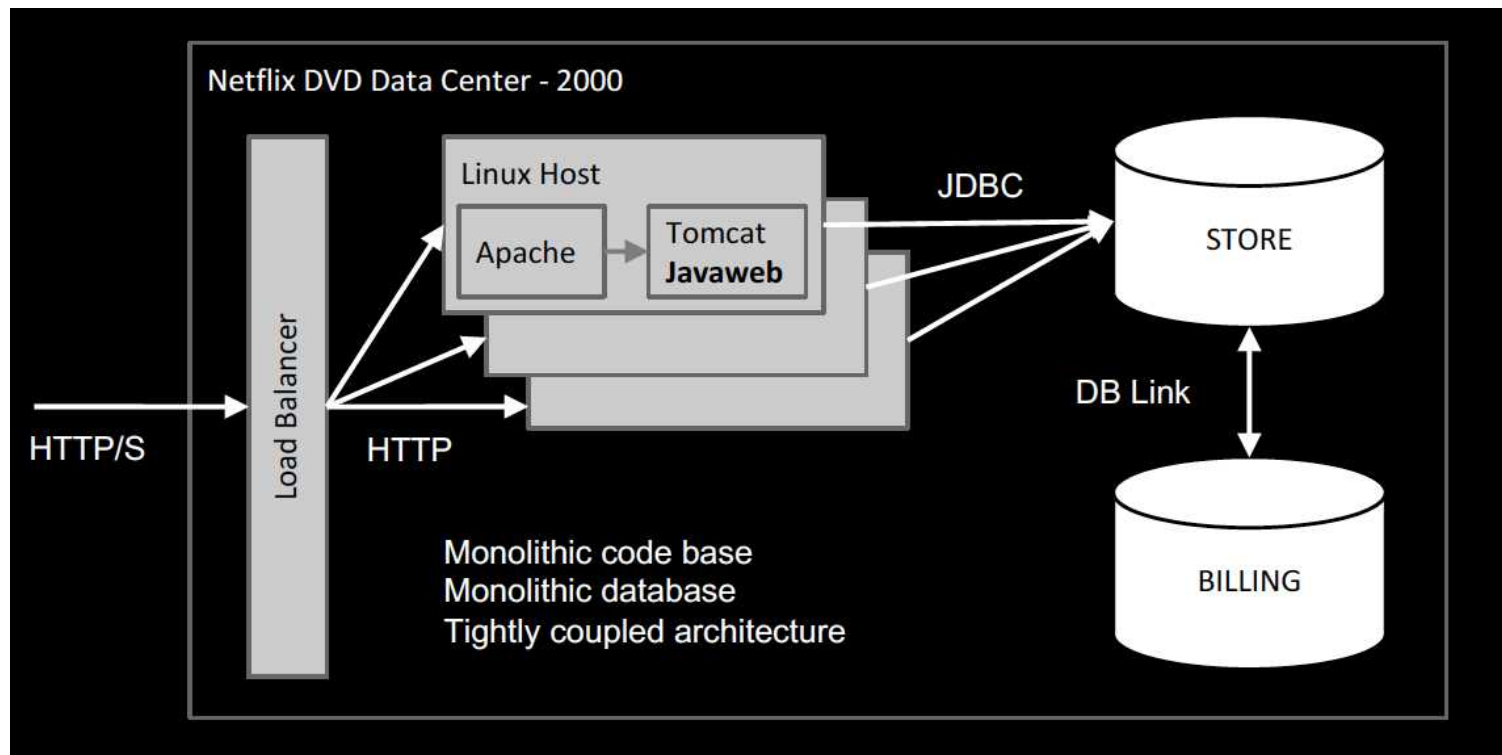 Netflix DVD Data Center - 2000
Linux Host
Apache
Tomcat
Javaweb
JDBC
STORE
Load Balancer
HTTP/S
HTTP
DB Link
BILLING
Monolithic code base
Monolithic database
Tightly coupled architecture